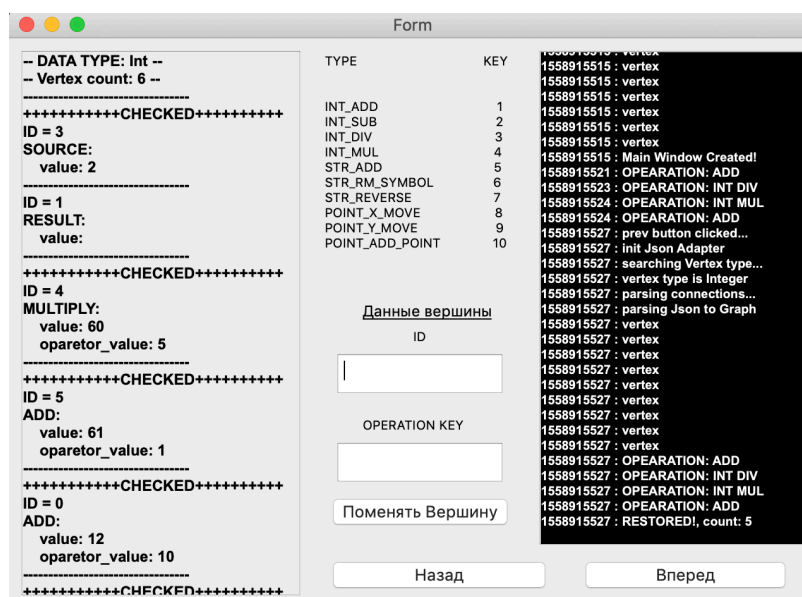 Form
-- DATA TYPE: Int --
-- Vertex count: 6 --
----------------------------------
+++++++++++CHECKED++++++++++
ID = 3
SOURCE:
value: 2
----------------------------------
ID = 1
RESULT:
value:
----------------------------------
+++++++++++CHECKED++++++++++
ID = 4
MULTIPLY:
value: 60
oparetor_value: 5
----------------------------------
+++++++++++CHECKED++++++++++
ID = 5
ADD:
value: 61
oparetor_value: 1
----------------------------------
+++++++++++CHECKED++++++++++
ID = 0
ADD:
value: 12
oparetor_value: 10
----------------------------------
+++++++++++CHECKED++++++++++
TYPE KEY
INT_ADD 1
INT_SUB 2
INT_DIV 3
INT_MUL 4
STR_ADD 5
STR_RM_SYMBOL 6
STR_REVERSE 7
POINT_X_MOVE 8
POINT_Y_MOVE 9
POINT_ADD_POINT 10
Данные вершины
ID
OPERATION KEY
Поменять Вершину
Назад
1558915515 : vertex
1558915515 : vertex
1558915515 : vertex
1558915515 : vertex
1558915515 : vertex
1558915515 : vertex
1558915515 : vertex
1558915515 : Main Window Created!
1558915521 : OPEARATION: ADD
1558915523 : OPEARATION: INT DIV
1558915524 : OPEARATION: INT MUL
1558915524 : OPEARATION: ADD
1558915527 : prev button clicked...
1558915527 : init Json Adapter
1558915527 : searching Vertex type...
1558915527 : vertex type is Integer
1558915527 : parsing connections...
1558915527 : parsing Json to Graph
1558915527 : vertex
1558915527 : vertex
1558915527 : vertex
1558915527 : vertex
1558915527 : vertex
1558915527 : vertex
1558915527 : vertex
1558915527 : vertex
1558915527 : vertex
1558915527 : OPEARATION: ADD
1558915527 : OPEARATION: INT DIV
1558915527 : OPEARATION: INT MUL
1558915527 : OPEARATION: ADD
1558915527 : RESTORED!, count: 5
Вперед